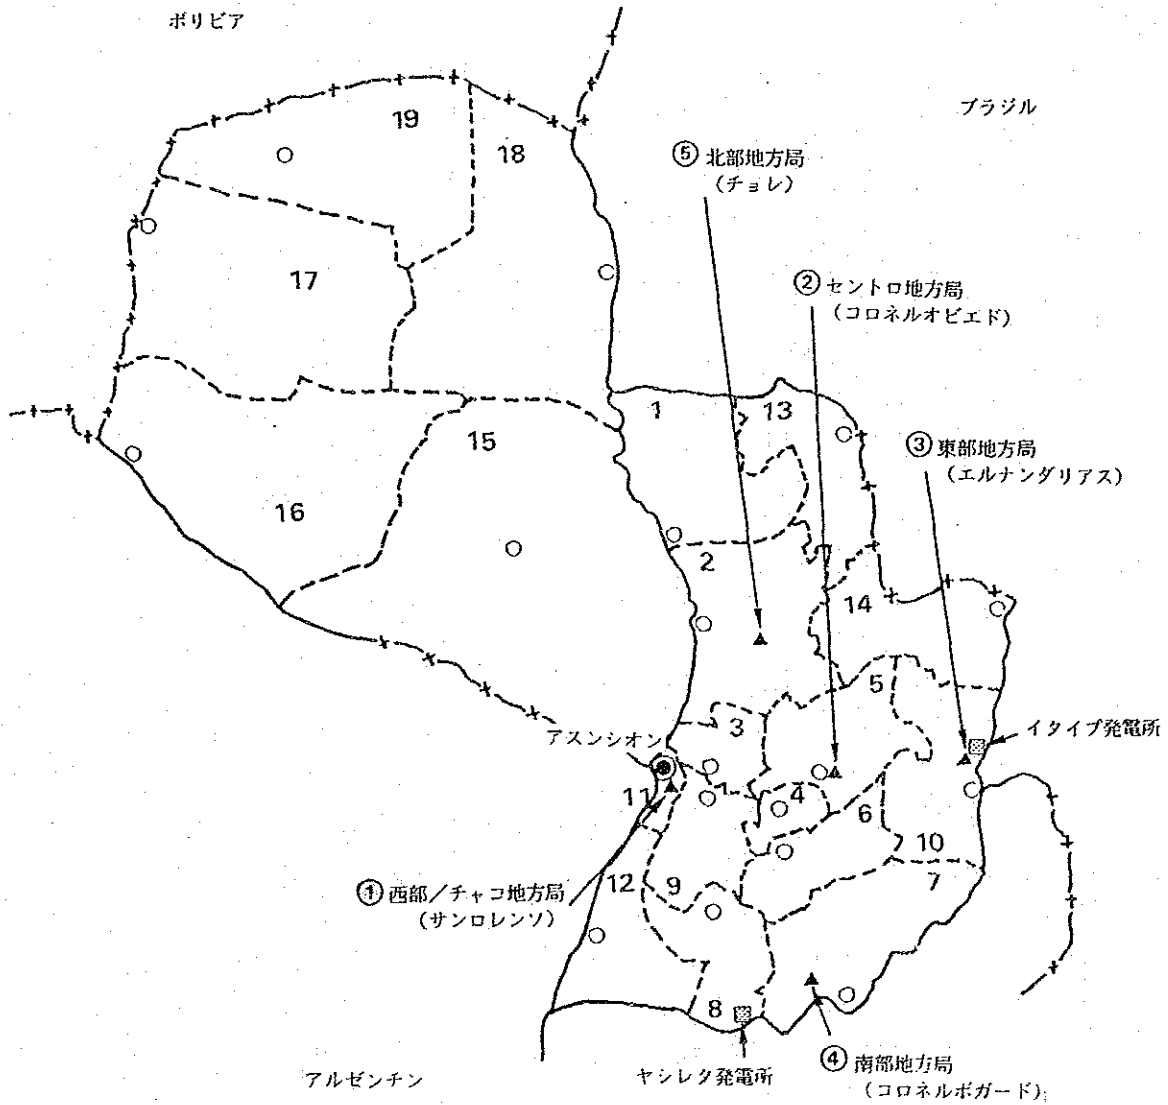 ボリビア
ブラジル
19
18
⑤ 北部地方局
(チョレ)
17
② セントロ地方局
(コロネルオビエド)
1
13
15
③ 東部地方局
(エルナンダリアス)
16
2
14
5
3
イタイプ発電所
アスンシオン
11
4
6
10
7
① 西部/チャコ地方局
(サンロレンソ)
12
9
8
④ 南部地方局
(コロネルボガード)
アルゼンチン
ヤシレタ発電所